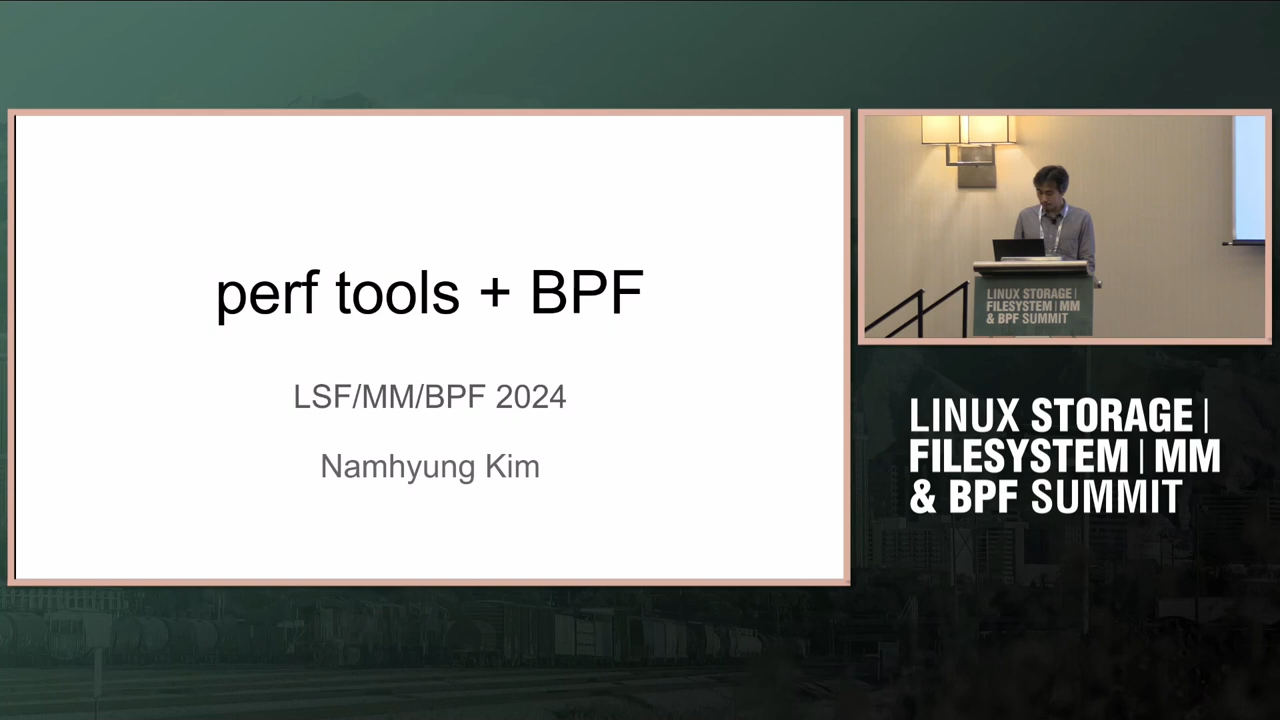 perf tools + BPF
LSF/MM/BPF 2024
Namhyung Kim
LINUX STORAGE |
FILESYSTEM | MM
& BPF SUMMIT
LINUX STORAGE |
FILESYSTEM | MM
& BPF SUMMIT